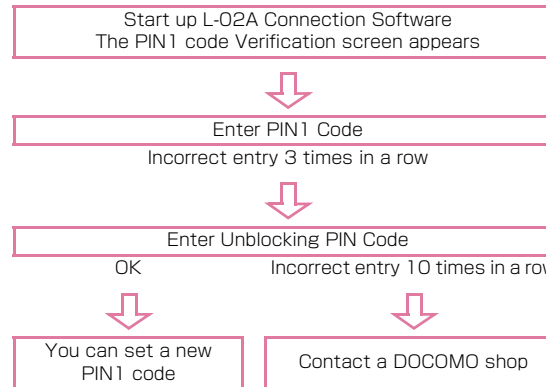 Start up L-02A Connection Software
The PIN1 code Verification screen appears
Enter PIN1 Code
Incorrect entry 3 times in a row
Enter Unblocking PIN Code
OK
Incorrect entry 10 times in a row
You can set a new
PIN1 code
Contact a DOCOMO shop